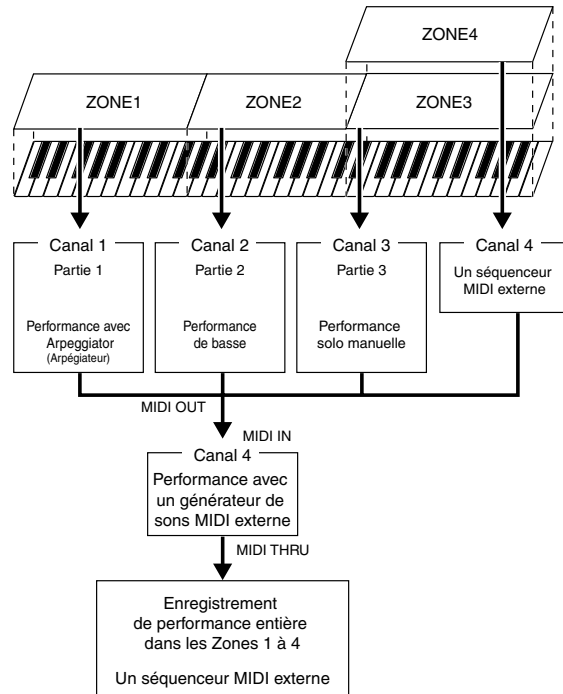 ZONE4
ZONE1
ZONE2
ZONE3
Canal 1
Partie 1
Performance avec
Arpeggiator
(Arpégiateur)
Canal 2
Partie 2
Performance
de basse
Canal 3
Partie 3
Performance
solo manuelle
Canal 4
Un séquenceur
MIDI externe
MIDI OUT
MIDI IN
Canal 4
Performance avec
un générateur de
sons MIDI externe
MIDI THRU
Enregistrement
de performance entière
dans les Zones 1 à 4
Un séquenceur MIDI externe